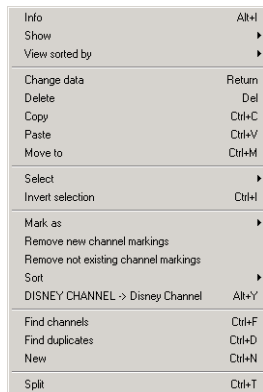 Info Alt+I
Show
View sorted by
Change data Return
Delete Del
Copy Ctrl+C
Paste Ctrl+V
Move to Ctrl+M
Select
Invert selection Ctrl+I
Mark as
Remove new channel markings
Remove not existing channel markings
Sort
DISNEY CHANNEL -> Disney Channel Alt+Y
Find channels Ctrl+F
Find duplicates Ctrl+D
New Ctrl+N
Split Ctrl+T